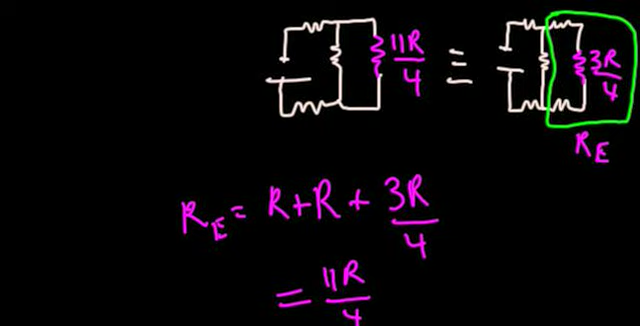 11R/4 ≡ 3R/4
R_E
R_E = R+R + 3R/4
= 11R/4